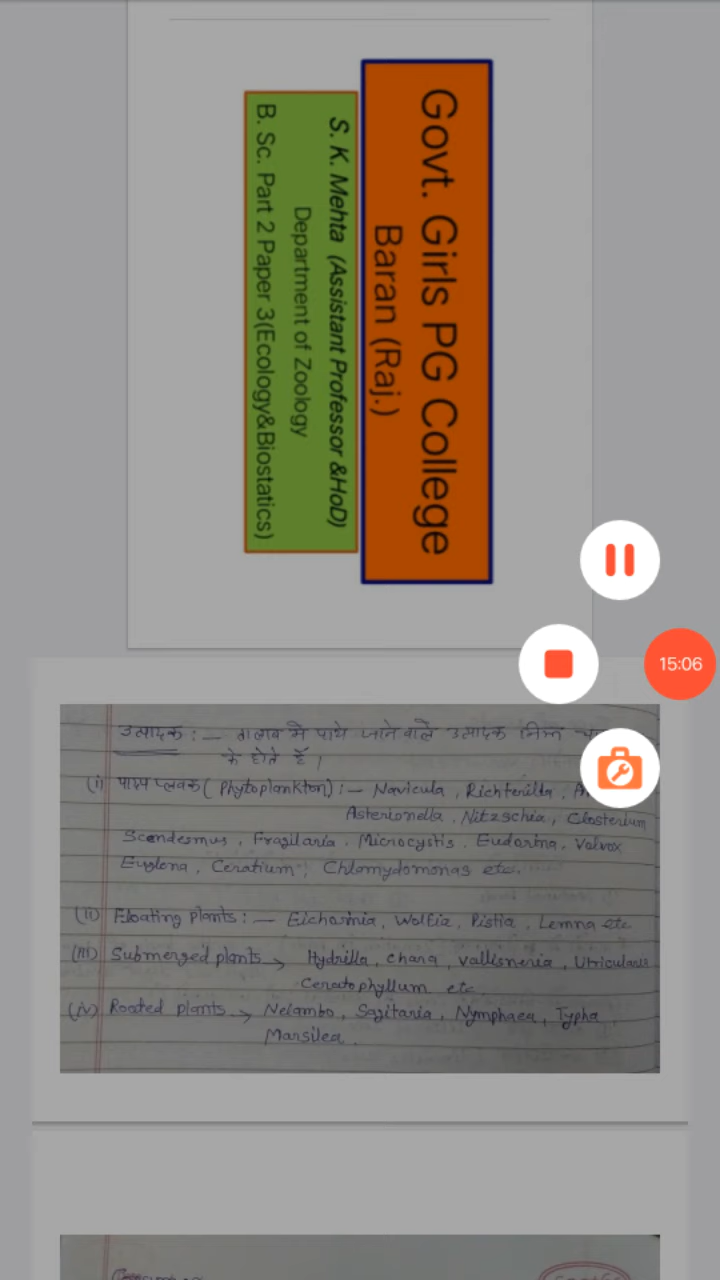 Govt. Girls PG College
Baran (Raj.)
S. K. Mehta (Assistant Professor &HoD)
Department of Zoology
B. Sc. Part 2 Paper 3(Ecology&Biostatics)
15:06
उत्पादक :— तालाब में पाये जाने वाले उत्पादक निम्न
के होते हैं।
(i) पादप प्लवक (Phytoplankton) :— Navicula, Richterilla,
Asterionella, Nitzschia, Closterium
Scendesmus, Fragilaria, Microcystis, Eudorina, Volvox
Euglena, Ceratium, Chlamydomonas etc.
(ii) Floating plants :— Eichornia, Wolfia, Pistia, Lemna etc
(iii) Submerged plants → Hydrilla, chara, vallisneria, Utricularia
Ceratophyllum etc
(iv) Rooted plants → Nelambo, Sagitaria, Nymphaea, Typha,
Marsilea.